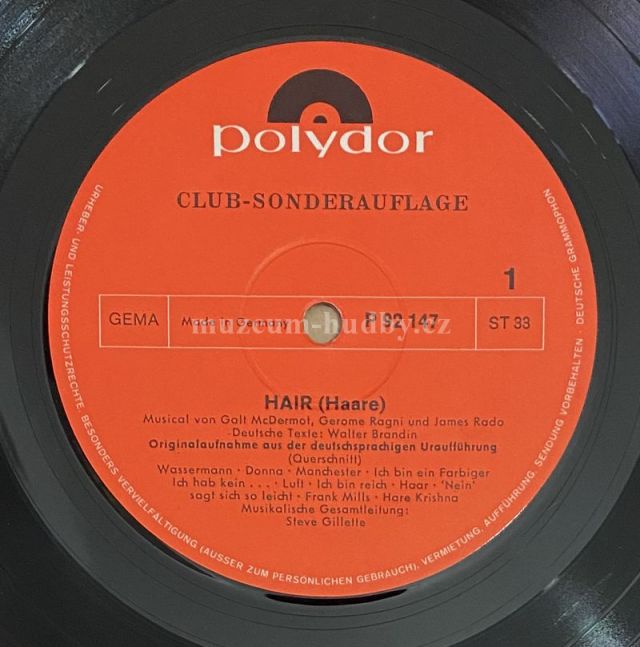 polydor
CLUB-SONDERAUFLAGE
1
GEMA Made in Germany P 92 147 ST 33
muzeum-hudby.cz
HAIR (Haare)
Musical von Galt McDermot, Gerome Ragni und James Rado
Deutsche Texte: Walter Brandin
Originalaufnahme aus der deutschsprachigen Uraufführung
(Querschnitt)
Wassermann · Donna · Manchester · Ich bin ein Farbiger
Ich hab kein . . . · Luft · Ich bin reich · Haar · ‘Nein’
sagt sich so leicht · Frank Mills · Hare Krishna
Musikalische Gesamtleitung:
Steve Gillette
URHEBER- UND LEISTUNGSSCHUTZRECHTE. BESONDERS VERVIELFÄLTIGUNG (AUSSER ZUM PERSÖNLICHEN GEBRAUCH), VERMIETUNG, AUFFÜHRUNG, SENDUNG VORBEHALTEN · DEUTSCHE GRAMMOPHON